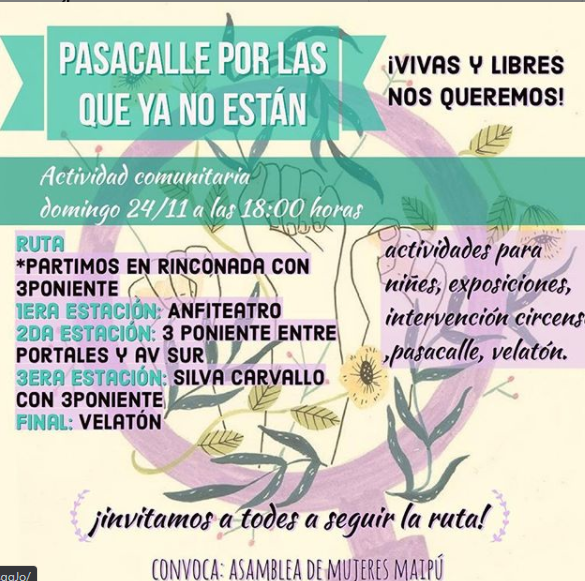 PASACALLE POR LAS
QUE YA NO ESTÁN
¡VIVAS Y LIBRES
NOS QUEREMOS!
Actividad comunitaria
domingo 24/11 a las 18:00 horas
RUTA
*PARTIMOS EN RINCONADA CON
3PONIENTE
1ERA ESTACIÓN: ANFITEATRO
2DA ESTACIÓN: 3 PONIENTE ENTRE
PORTALES Y AV SUR
3ERA ESTACIÓN: SILVA CARVALLO
CON 3PONIENTE
FINAL: VELATÓN
actividades para
niñes, exposiciones,
intervención circens
,pasacalle, velatón.
¡invitamos a todes a seguir la ruta!
CONVOCA: ASAMBLEA DE MUJERES MAIPÚ